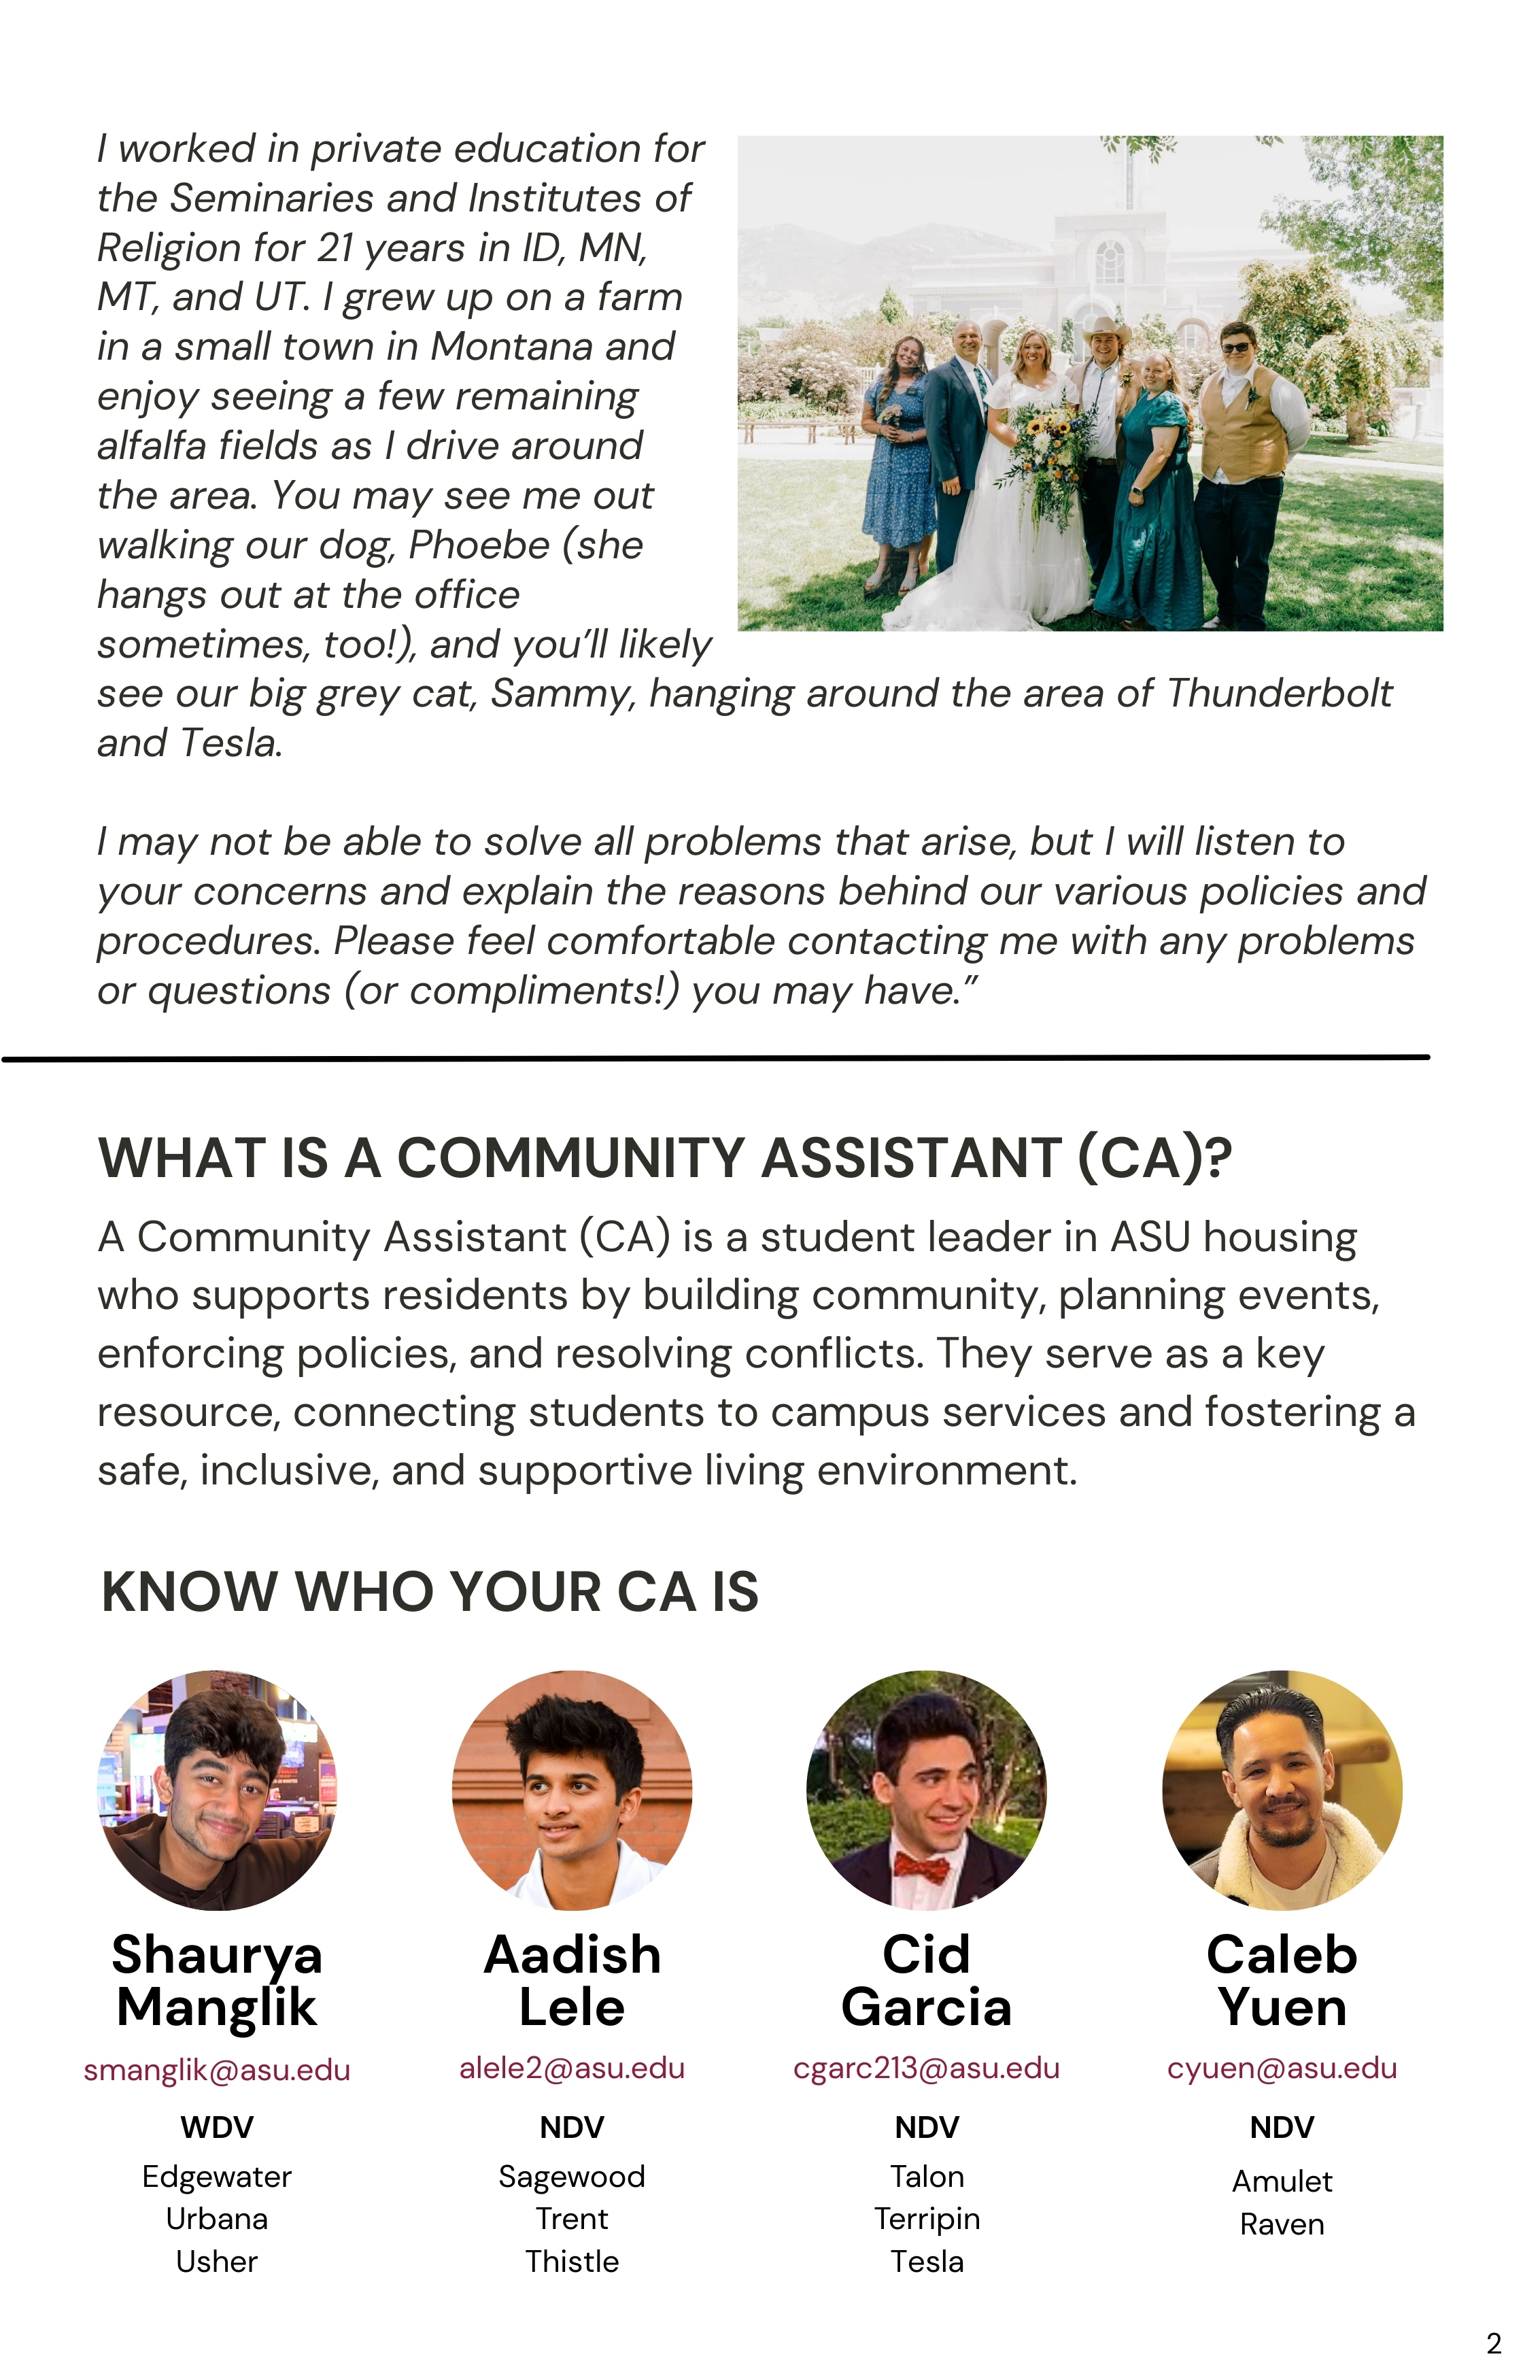 I worked in private education for
the Seminaries and Institutes of
Religion for 21 years in ID, MN,
MT, and UT. I grew up on a farm
in a small town in Montana and
enjoy seeing a few remaining
alfalfa fields as I drive around
the area. You may see me out
walking our dog, Phoebe (she
hangs out at the office
sometimes, too!), and you’ll likely
see our big grey cat, Sammy, hanging around the area of Thunderbolt
and Tesla.
I may not be able to solve all problems that arise, but I will listen to
your concerns and explain the reasons behind our various policies and
procedures. Please feel comfortable contacting me with any problems
or questions (or compliments!) you may have.”
WHAT IS A COMMUNITY ASSISTANT (CA)?
A Community Assistant (CA) is a student leader in ASU housing
who supports residents by building community, planning events,
enforcing policies, and resolving conflicts. They serve as a key
resource, connecting students to campus services and fostering a
safe, inclusive, and supportive living environment.
KNOW WHO YOUR CA IS
Shaurya
Manglik
smanglik@asu.edu
WDV
Edgewater
Urbana
Usher
Aadish
Lele
alele2@asu.edu
NDV
Sagewood
Trent
Thistle
Cid
Garcia
cgarc213@asu.edu
NDV
Talon
Terripin
Tesla
Caleb
Yuen
cyuen@asu.edu
NDV
Amulet
Raven
2